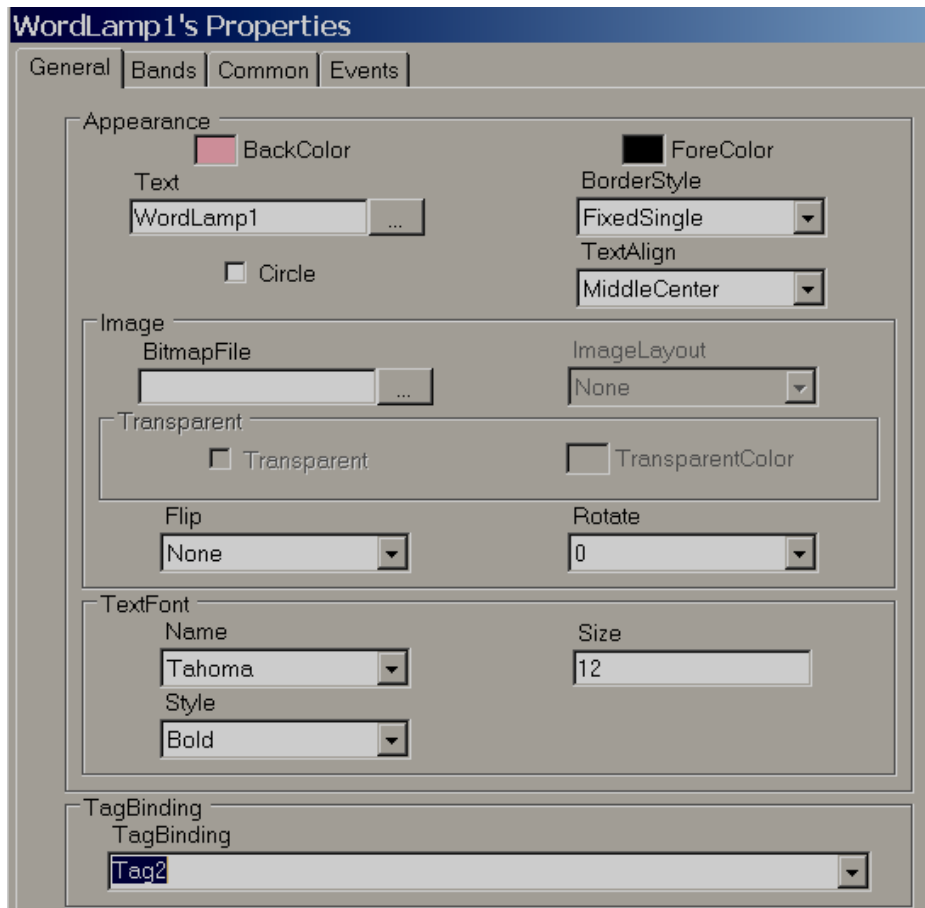 WordLamp1's Properties
General Bands Common Events
Appearance
BackColor ForeColor
Text BorderStyle
WordLamp1 ... FixedSingle
TextAlign
Circle MiddleCenter
Image
BitmapFile ImageLayout
... None
Transparent
Transparent TransparentColor
Flip Rotate
None 0
TextFont
Name Size
Tahoma 12
Style
Bold
TagBinding
TagBinding
Tag2